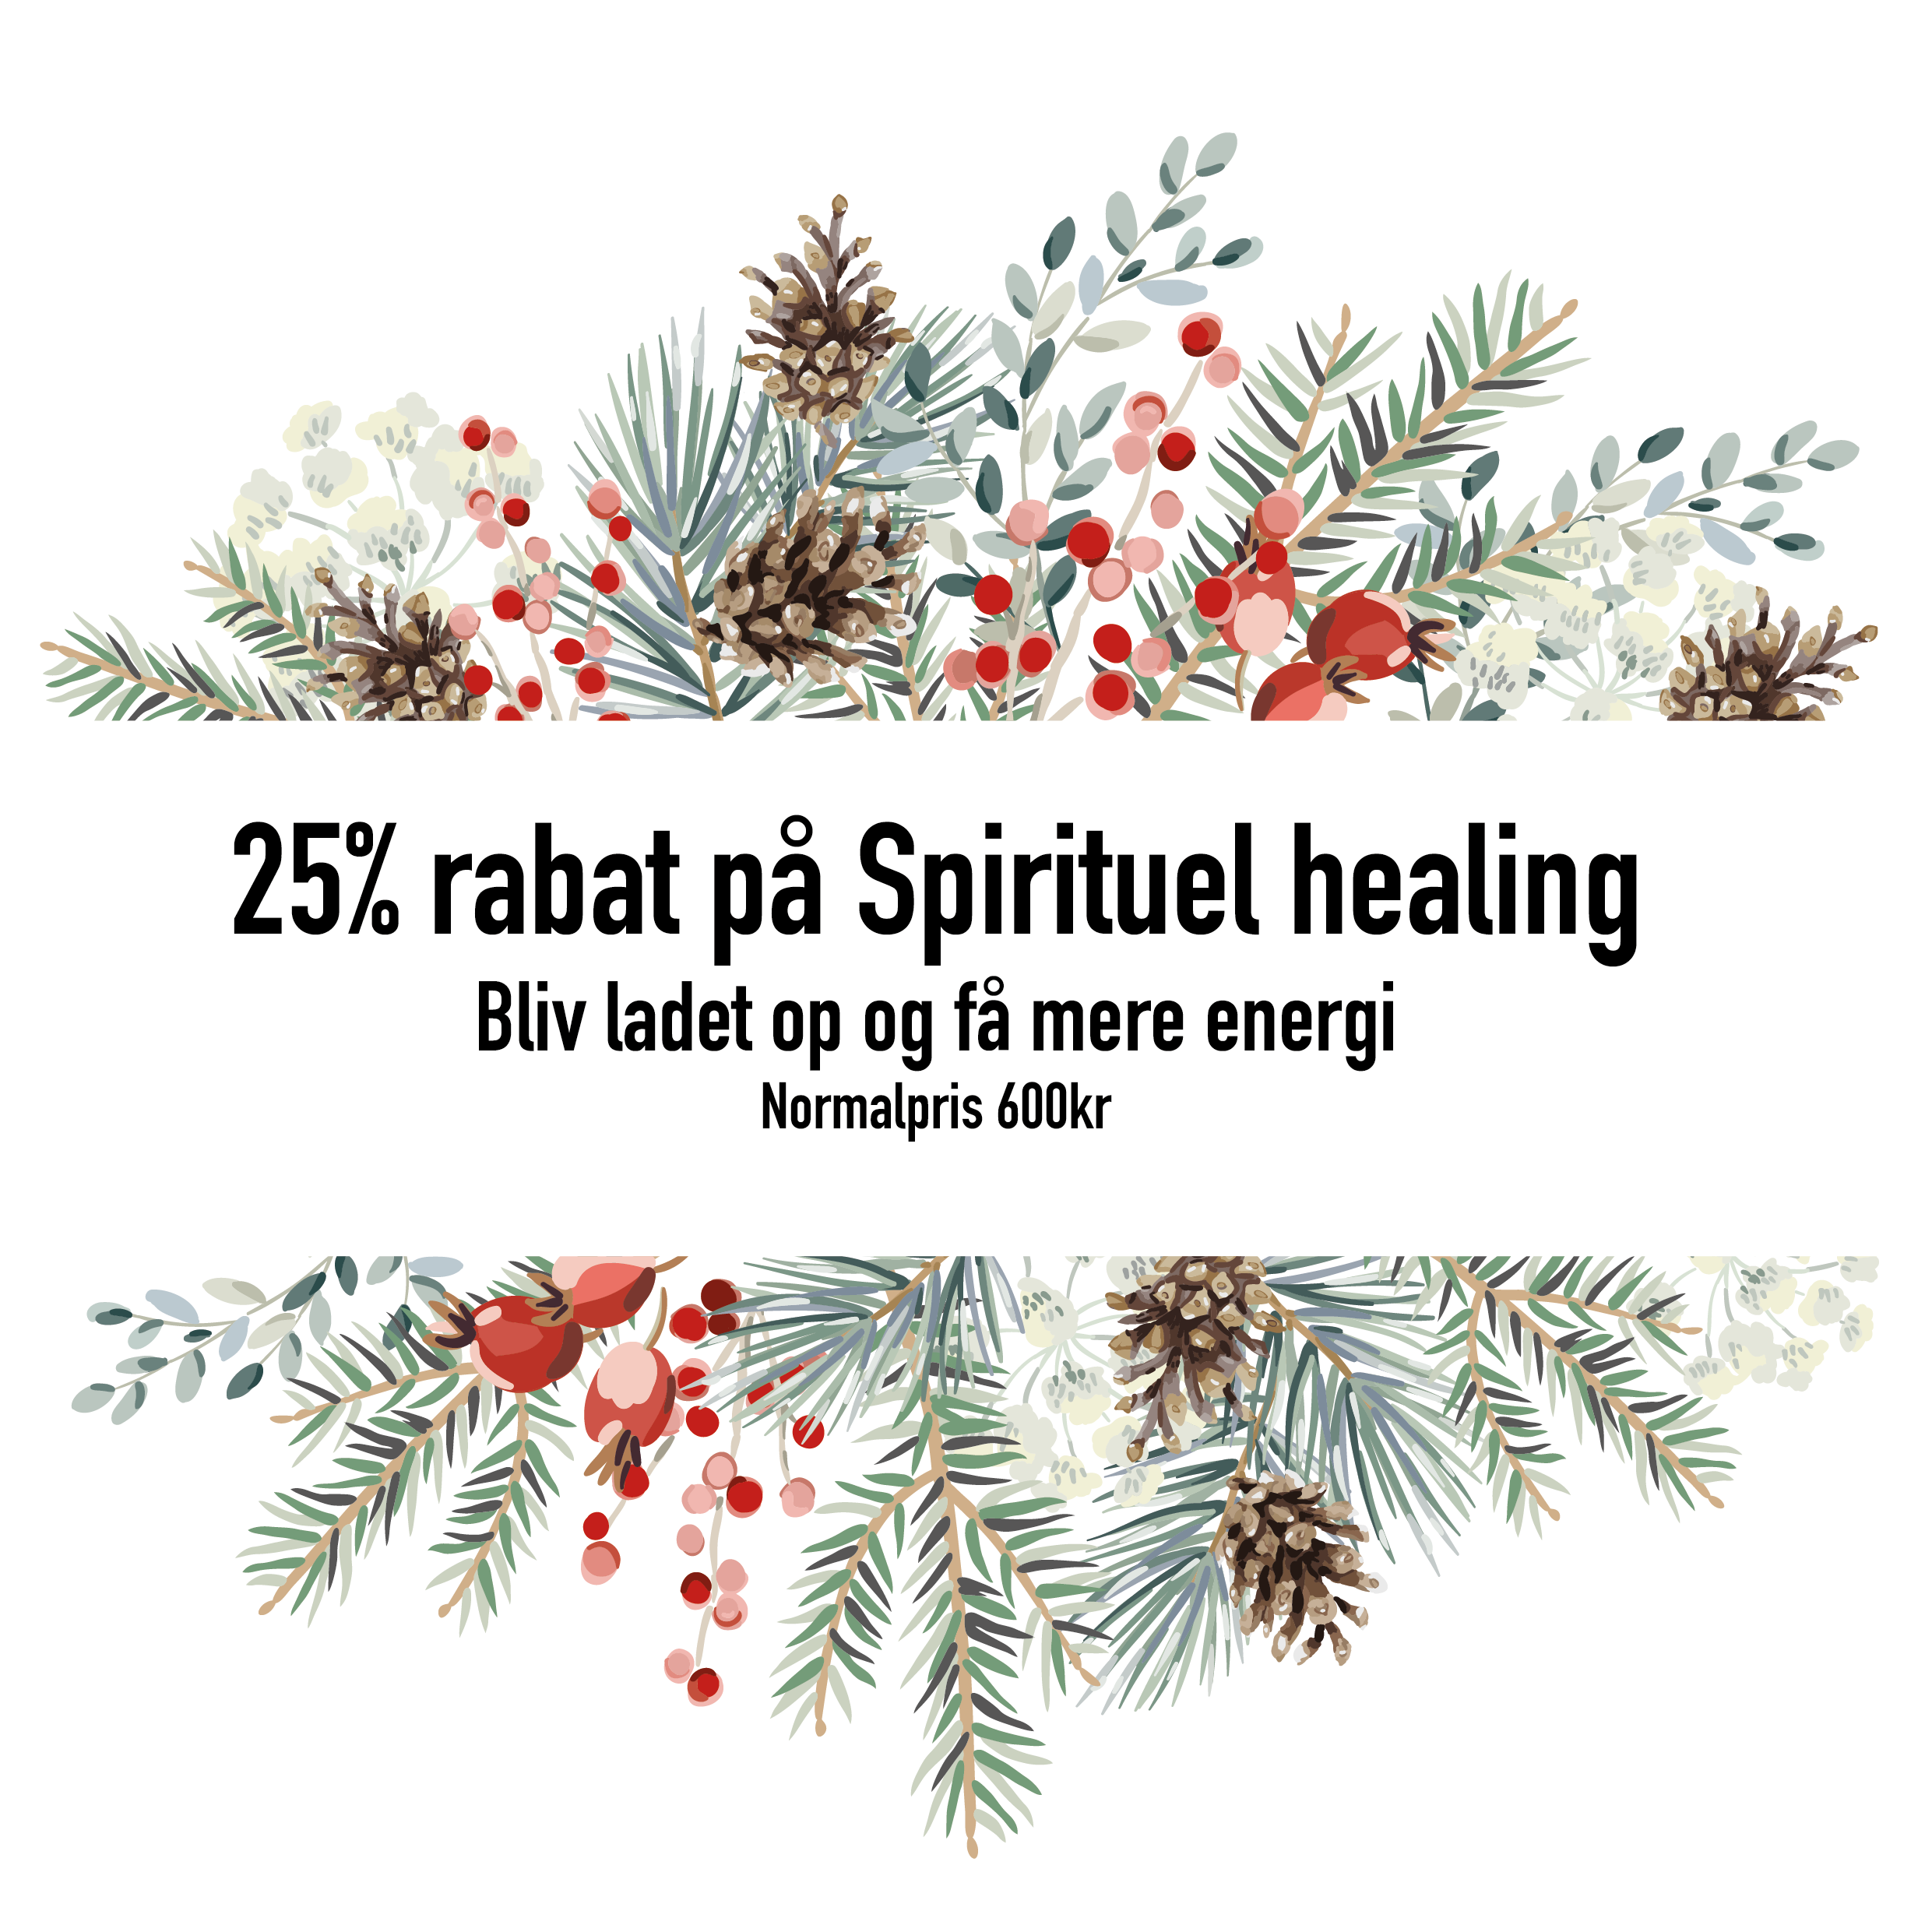 25% rabat på Spirituel healing
Bliv ladet op og få mere energi
Normalpris 600kr